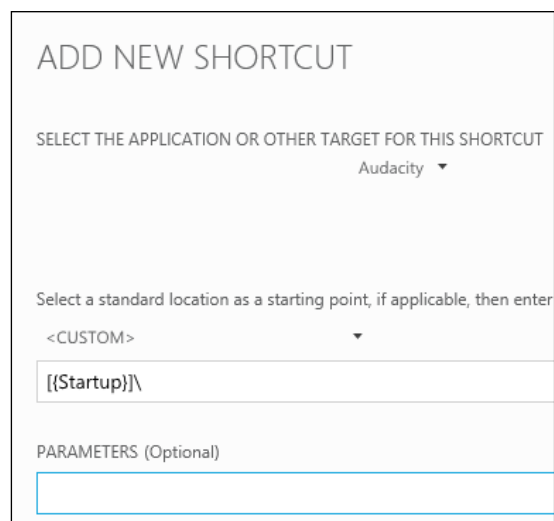 ADD NEW SHORTCUT
SELECT THE APPLICATION OR OTHER TARGET FOR THIS SHORTCUT
Audacity
Select a standard location as a starting point, if applicable, then enter
<CUSTOM>
[{Startup}]\
PARAMETERS (Optional)